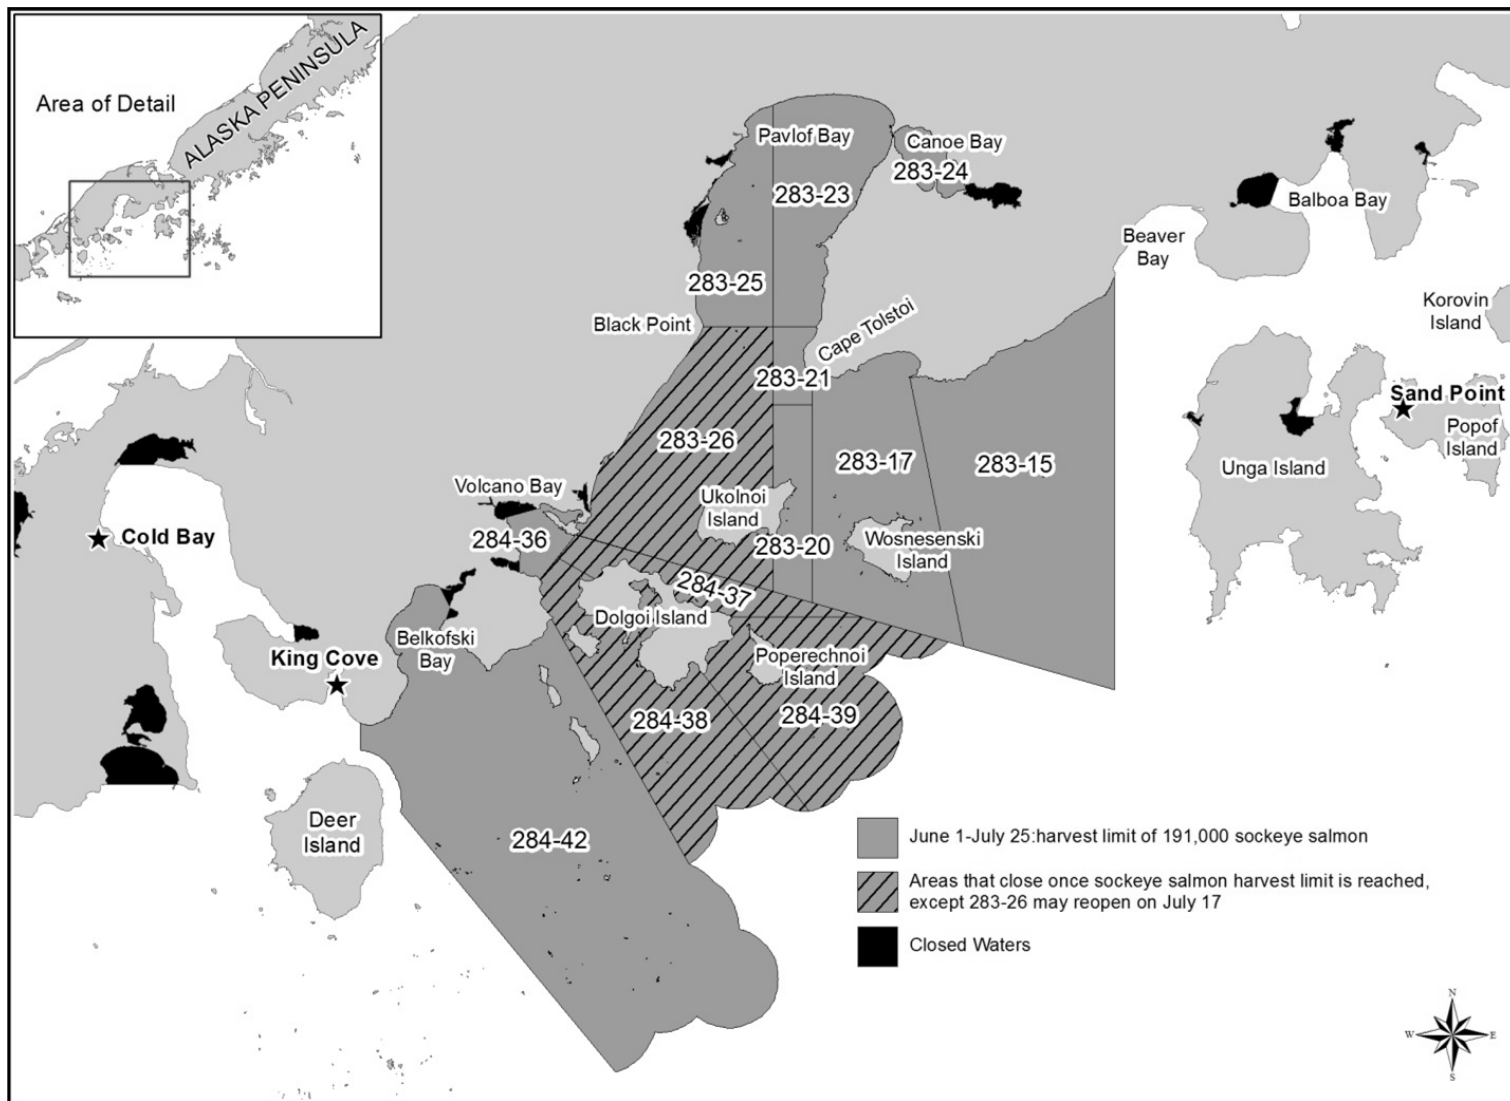 Area of Detail
ALASKA PENINSULA
Pavlof Bay
Canoe Bay
283-24
283-23
Balboa Bay
Beaver
Bay
283-25
Korovin
Island
Black Point
Cape Tolstoi
283-21
Sand Point
Popof
Island
283-26
283-17
283-15
Unga Island
Volcano Bay
Ukolnoi
Island
Cold Bay
284-36
283-20
Wosnesenski
Island
284-37
Dolgoi Island
Belkofski
Bay
King Cove
Poperechnoi
Island
284-38
284-39
Deer
Island
284-42
June 1-July 25:harvest limit of 191,000 sockeye salmon
Areas that close once sockeye salmon harvest limit is reached,
except 283-26 may reopen on July 17
Closed Waters
N
W
E
S